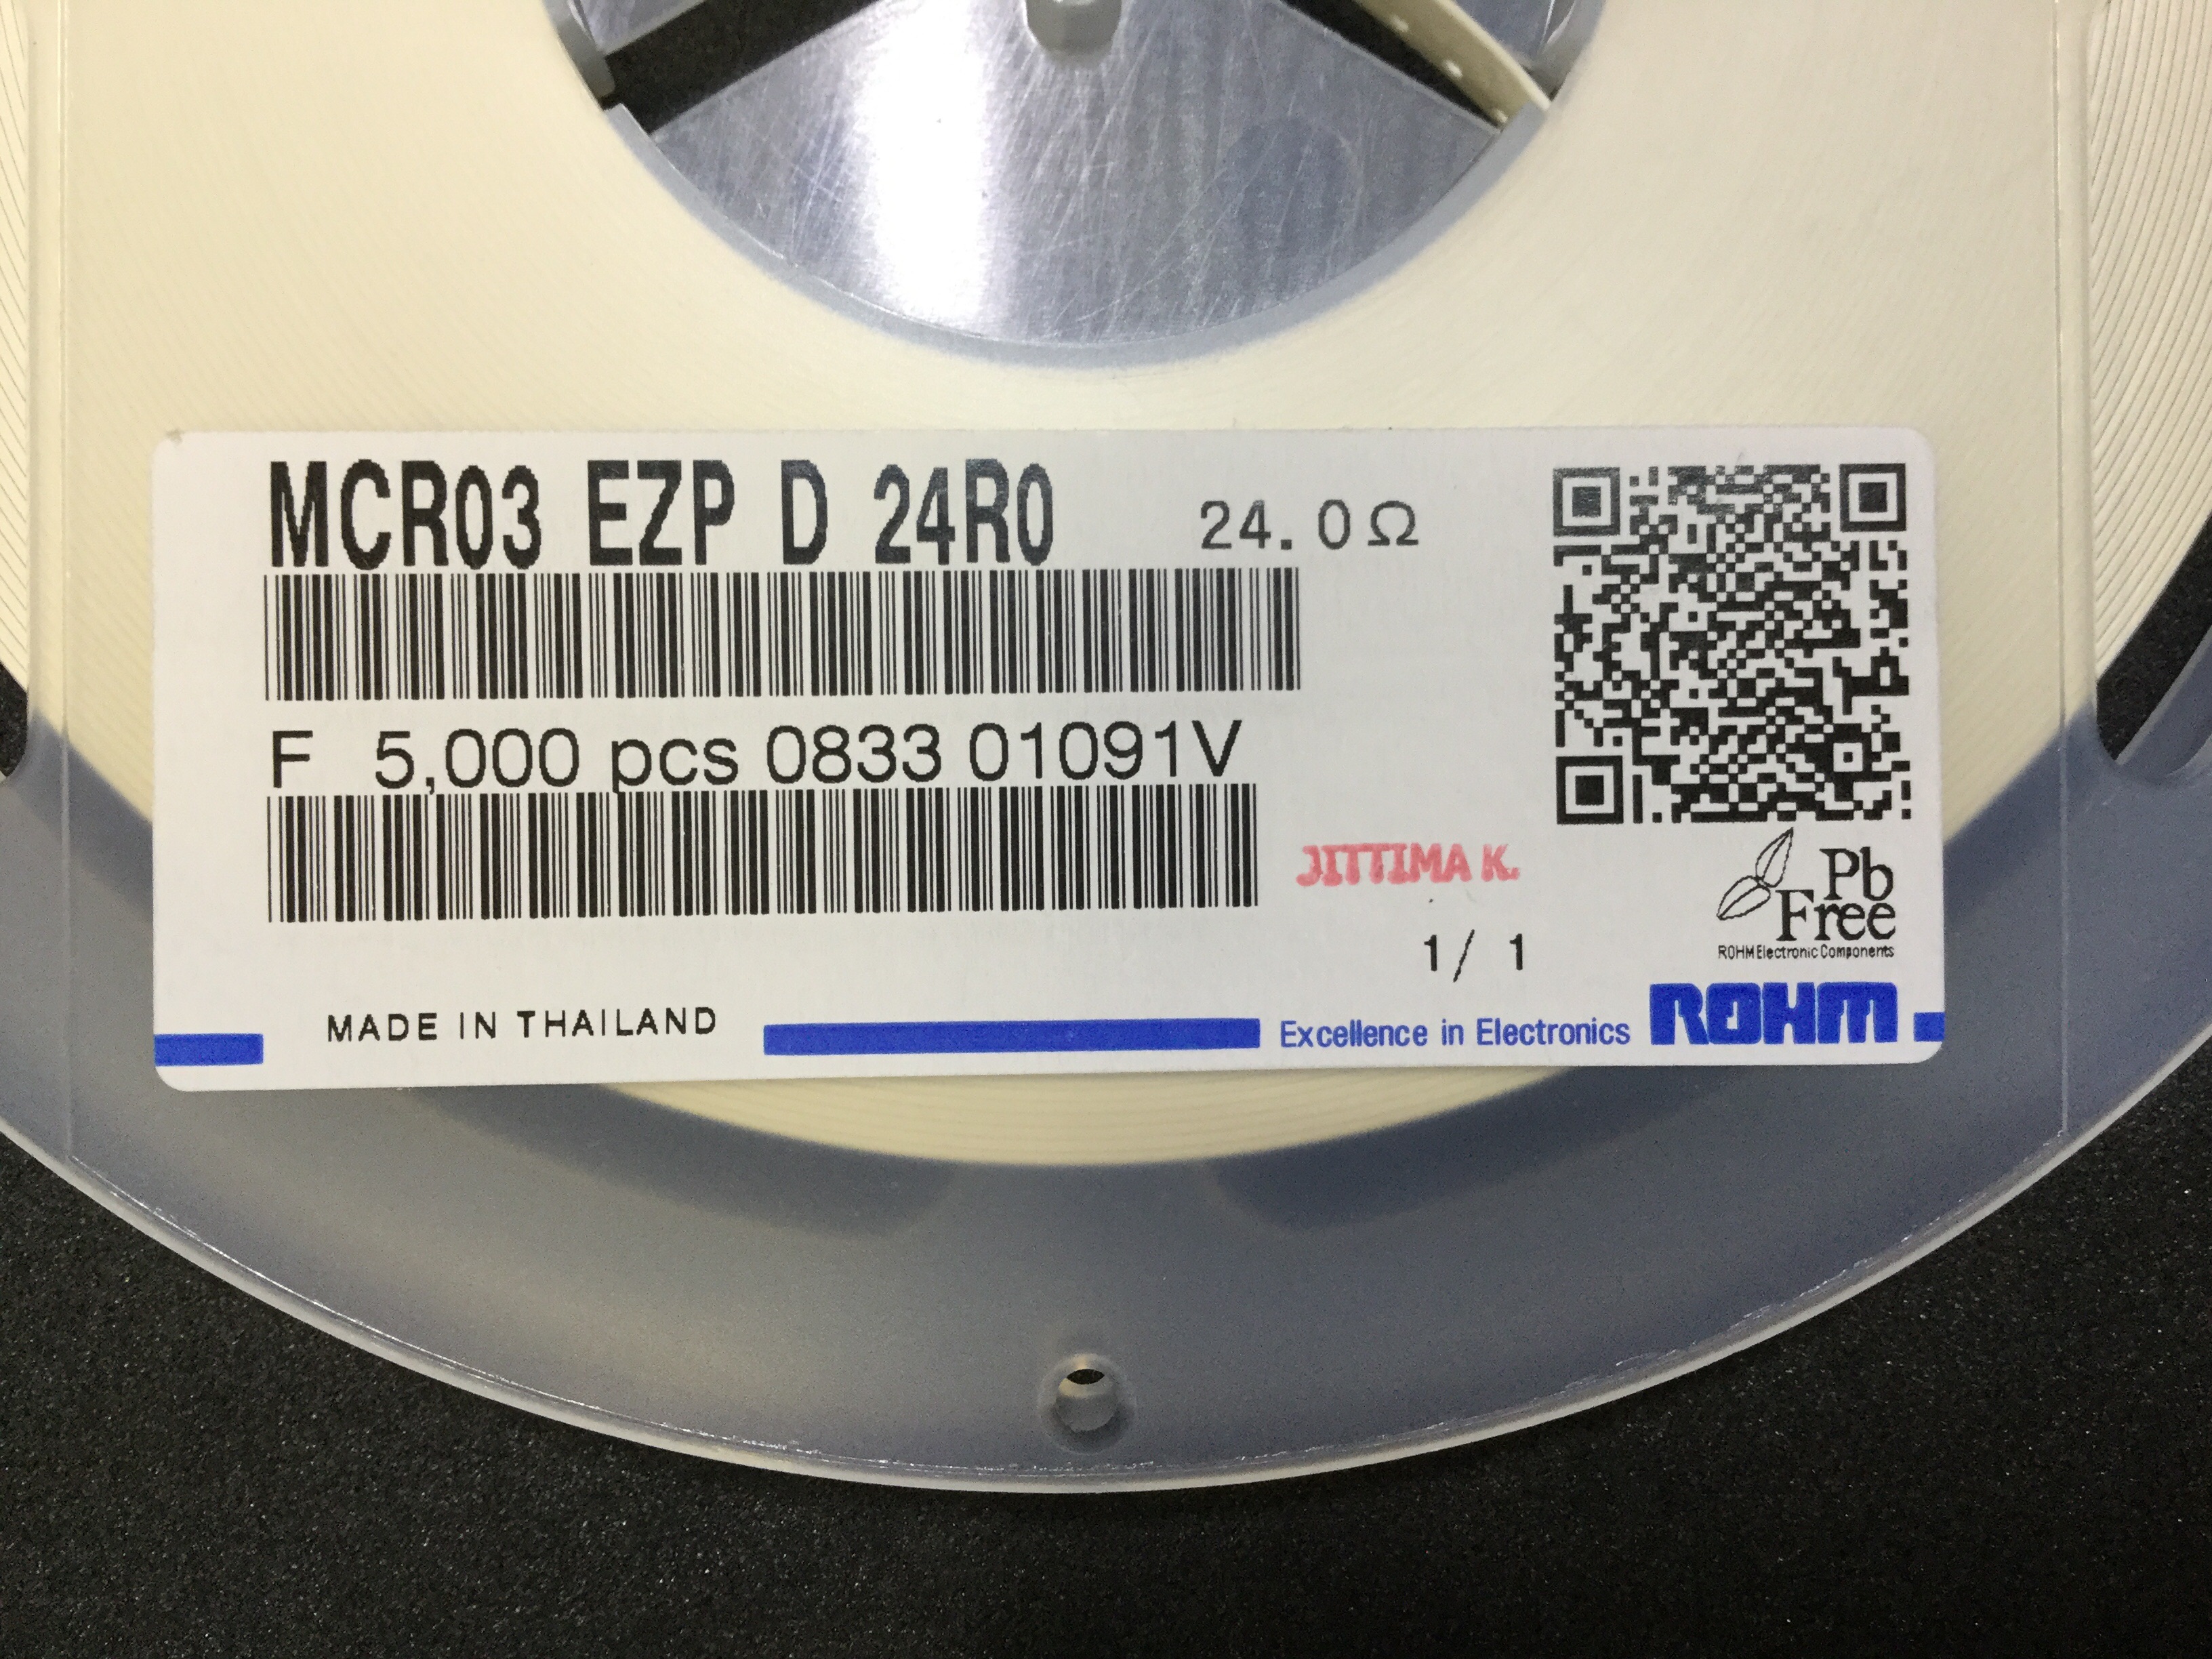 MCR03 EZP D 24R0 24.0Ω
F 5,000 pcs 0833 01091V
JITTIMA K.
Pb
Free
ROHM Electronic Components
1/ 1
MADE IN THAILAND
Excellence in Electronics ROHM